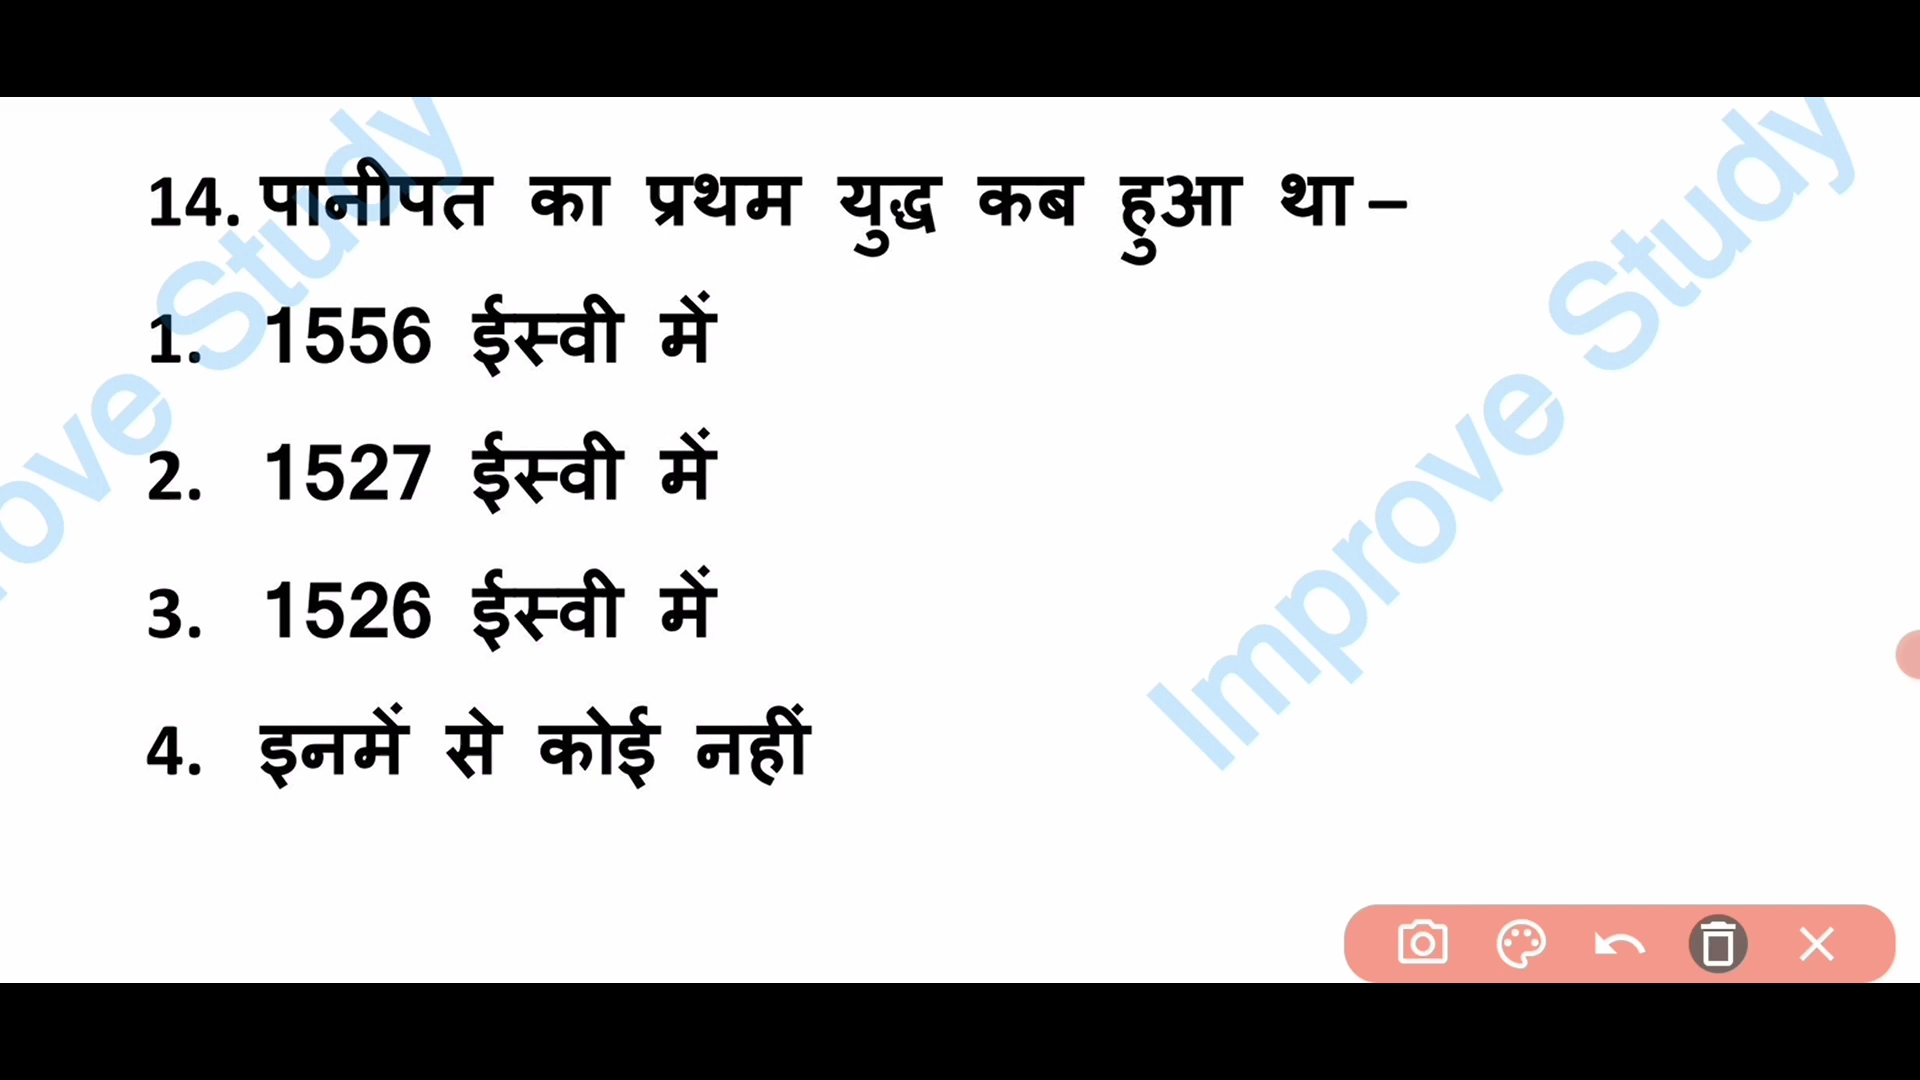 14. पानीपत का प्रथम युद्ध कब हुआ था –
1. 1556 ईस्वी में
2. 1527 ईस्वी में
3. 1526 ईस्वी में
4. इनमें से कोई नहीं
Improve Study